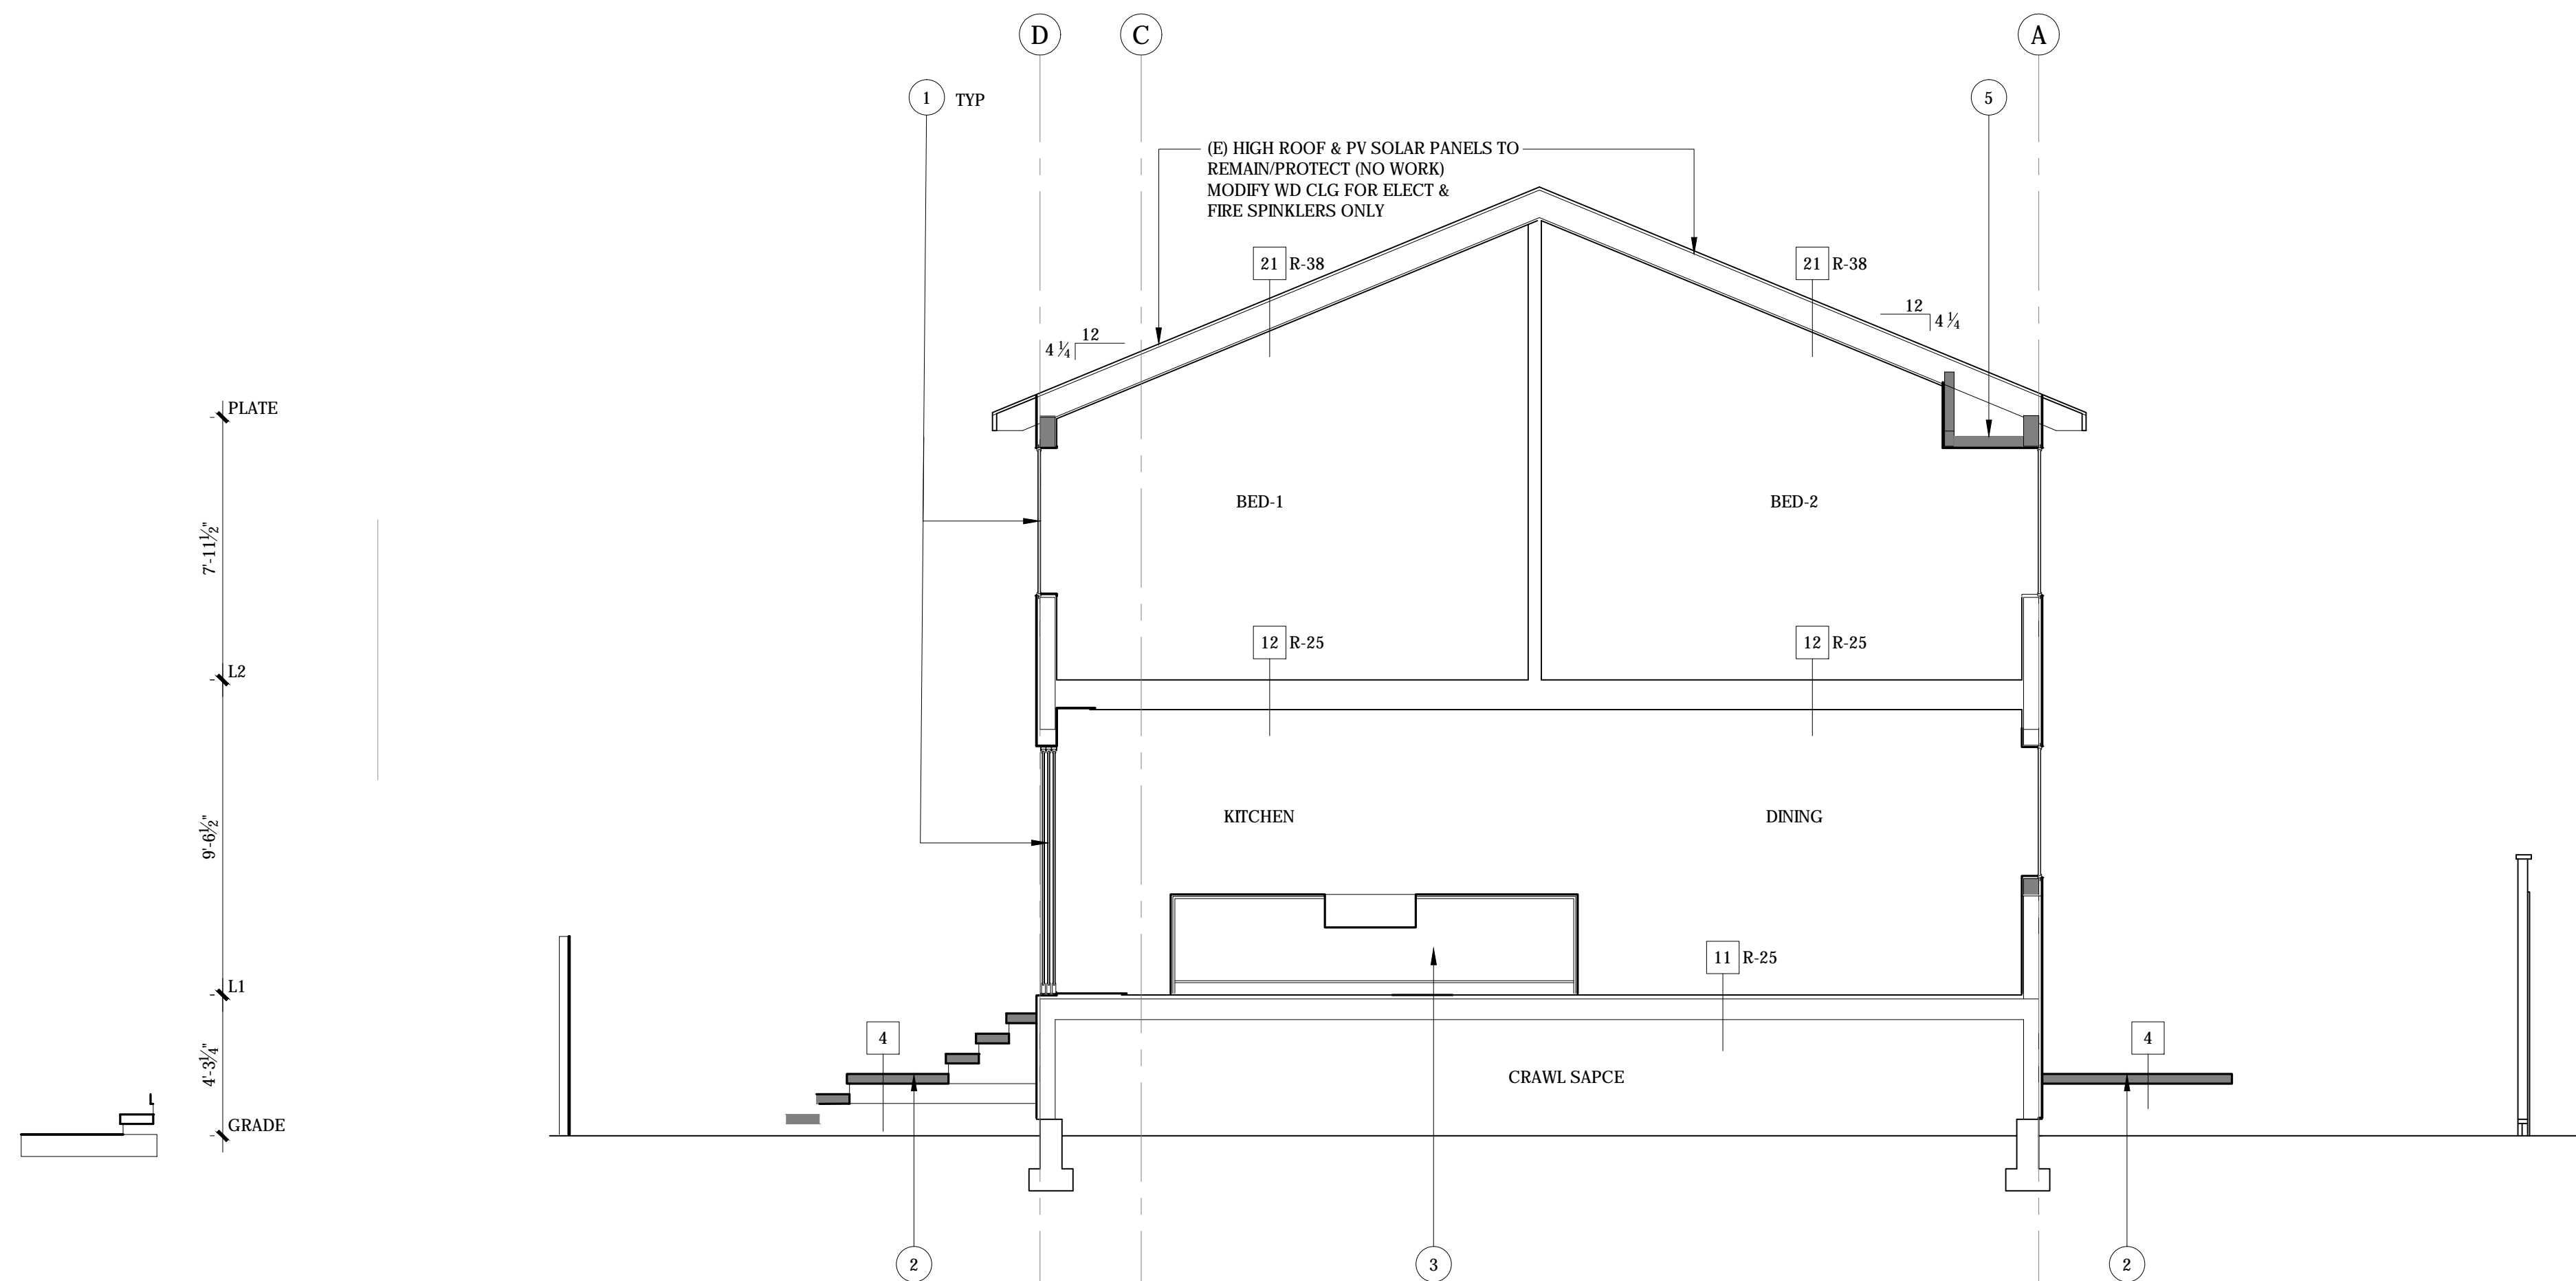 D
C
A
1 TYP
5
(E) HIGH ROOF & PV SOLAR PANELS TO
REMAIN/PROTECT (NO WORK)
MODIFY WD CLG FOR ELECT &
FIRE SPINKLERS ONLY
21 R-38
21 R-38
12
4 1/4
12
4 1/4
PLATE
7'-11 1/2"
BED-1
BED-2
12 R-25
12 R-25
L2
9'-6 1/2"
KITCHEN
DINING
11 R-25
L1
4'-3 1/4"
4
4
CRAWL SAPCE
GRADE
2
3
2